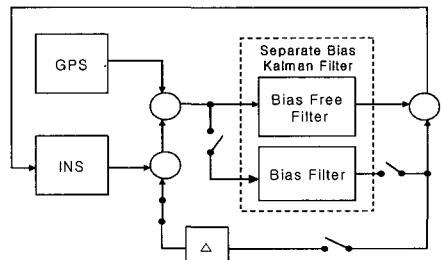 Separate Bias
Kalman Filter
GPS
Bias Free
Filter
INS
Bias Filter
△